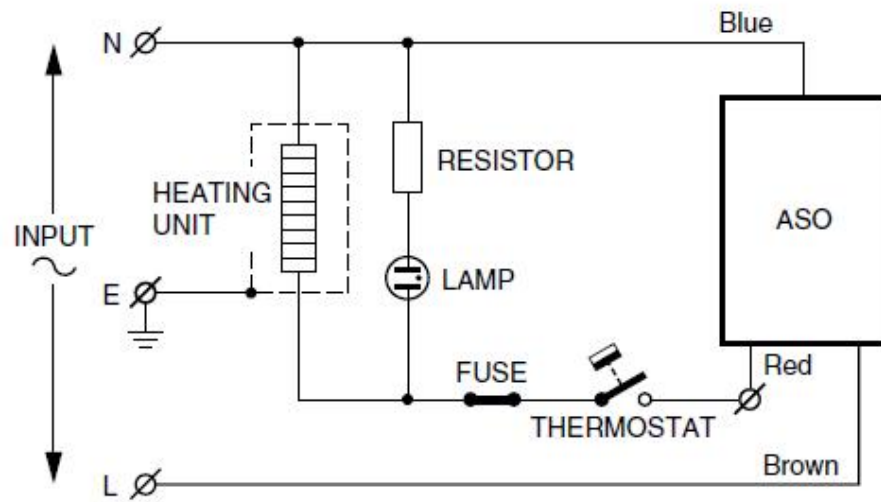 N
Blue
RESISTOR
HEATING
UNIT
ASO
INPUT
LAMP
E
FUSE
Red
THERMOSTAT
Brown
L